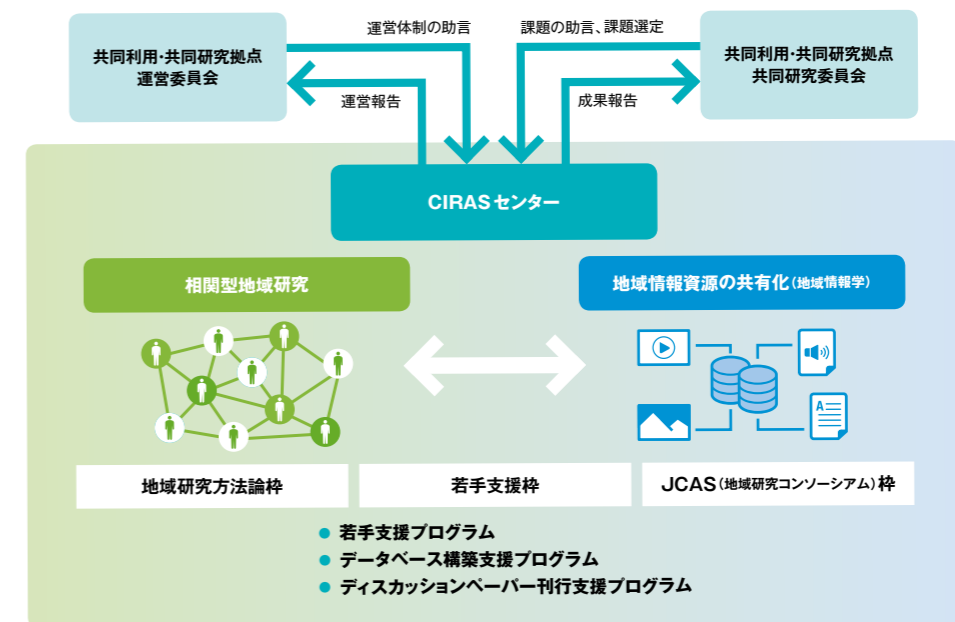 共同利用・共同研究拠点
運営委員会
運営体制の助言
運営報告
課題の助言、課題選定
成果報告
共同利用・共同研究拠点
共同研究委員会
CIRASセンター
相関型地域研究
地域情報資源の共有化(地域情報学)
A
地域研究方法論枠
若手支援枠
JCAS(地域研究コンソーシアム)枠
● 若手支援プログラム
● データベース構築支援プログラム
● ディスカッションペーパー刊行支援プログラム